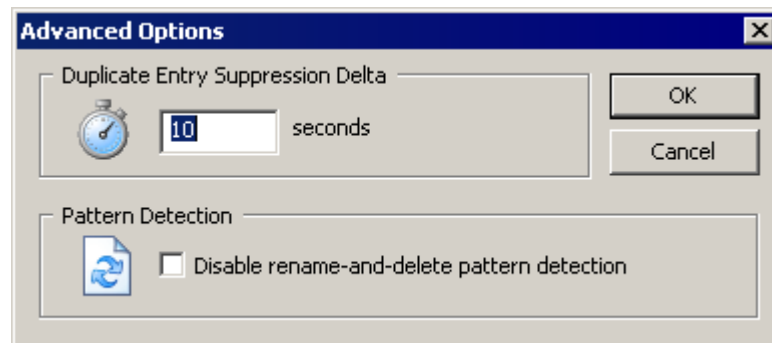 Advanced Options
Duplicate Entry Suppression Delta
10 seconds
OK
Cancel
Pattern Detection
Disable rename-and-delete pattern detection